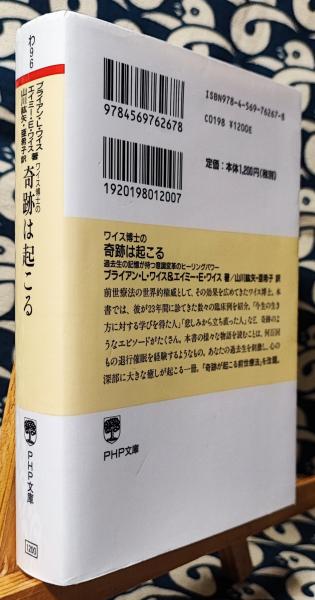 わ96
ブライアン・L・ワイス
エイミー・E・ワイス 著
山川紘矢・亜希子 訳
ワイス博士の
奇跡は起こる
PHP文庫
1200
ISBN978-4-569-76267-8
C0198 ¥1200E
9784569762678
定価：本体1,200円(税別)
1920198012007
ワイス博士の
奇跡は起こる
過去生の記憶が持つ意識変革のヒーリングパワー
ブライアン・L・ワイス&エイミー・E・ワイス 著/山川紘矢・亜希子 訳
前世療法の世界的権威として、その効果を広めてきたワイス博士。本
書では、彼が23年間に診てきた数々の臨床例を紹介。「今生の生き
方に対する学びを得た人」「悲しみから立ち直った人」など、奇跡のよ
うなエピソードがたくさん。本書の様々な物語を読むことは、何百回
もの退行催眠を経験するようなもの。あなたの過去生を刺激し、心の
深部に大きな癒しが起こる一冊。『奇跡が起こる前世療法』を改題。
PHP文庫